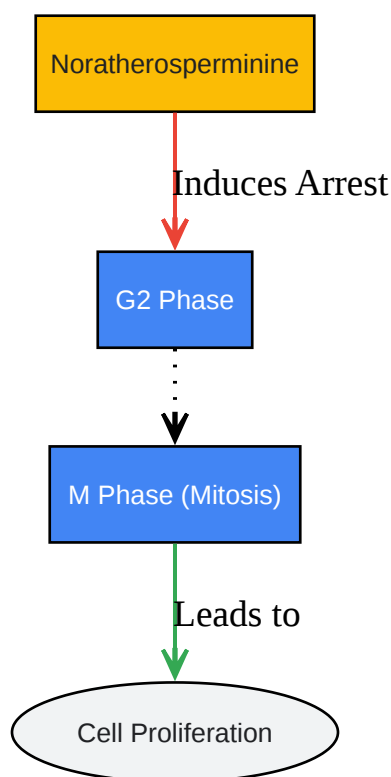 Noratherosperminine
Induces Arrest
G2 Phase
M Phase (Mitosis)
Leads to
Cell Proliferation